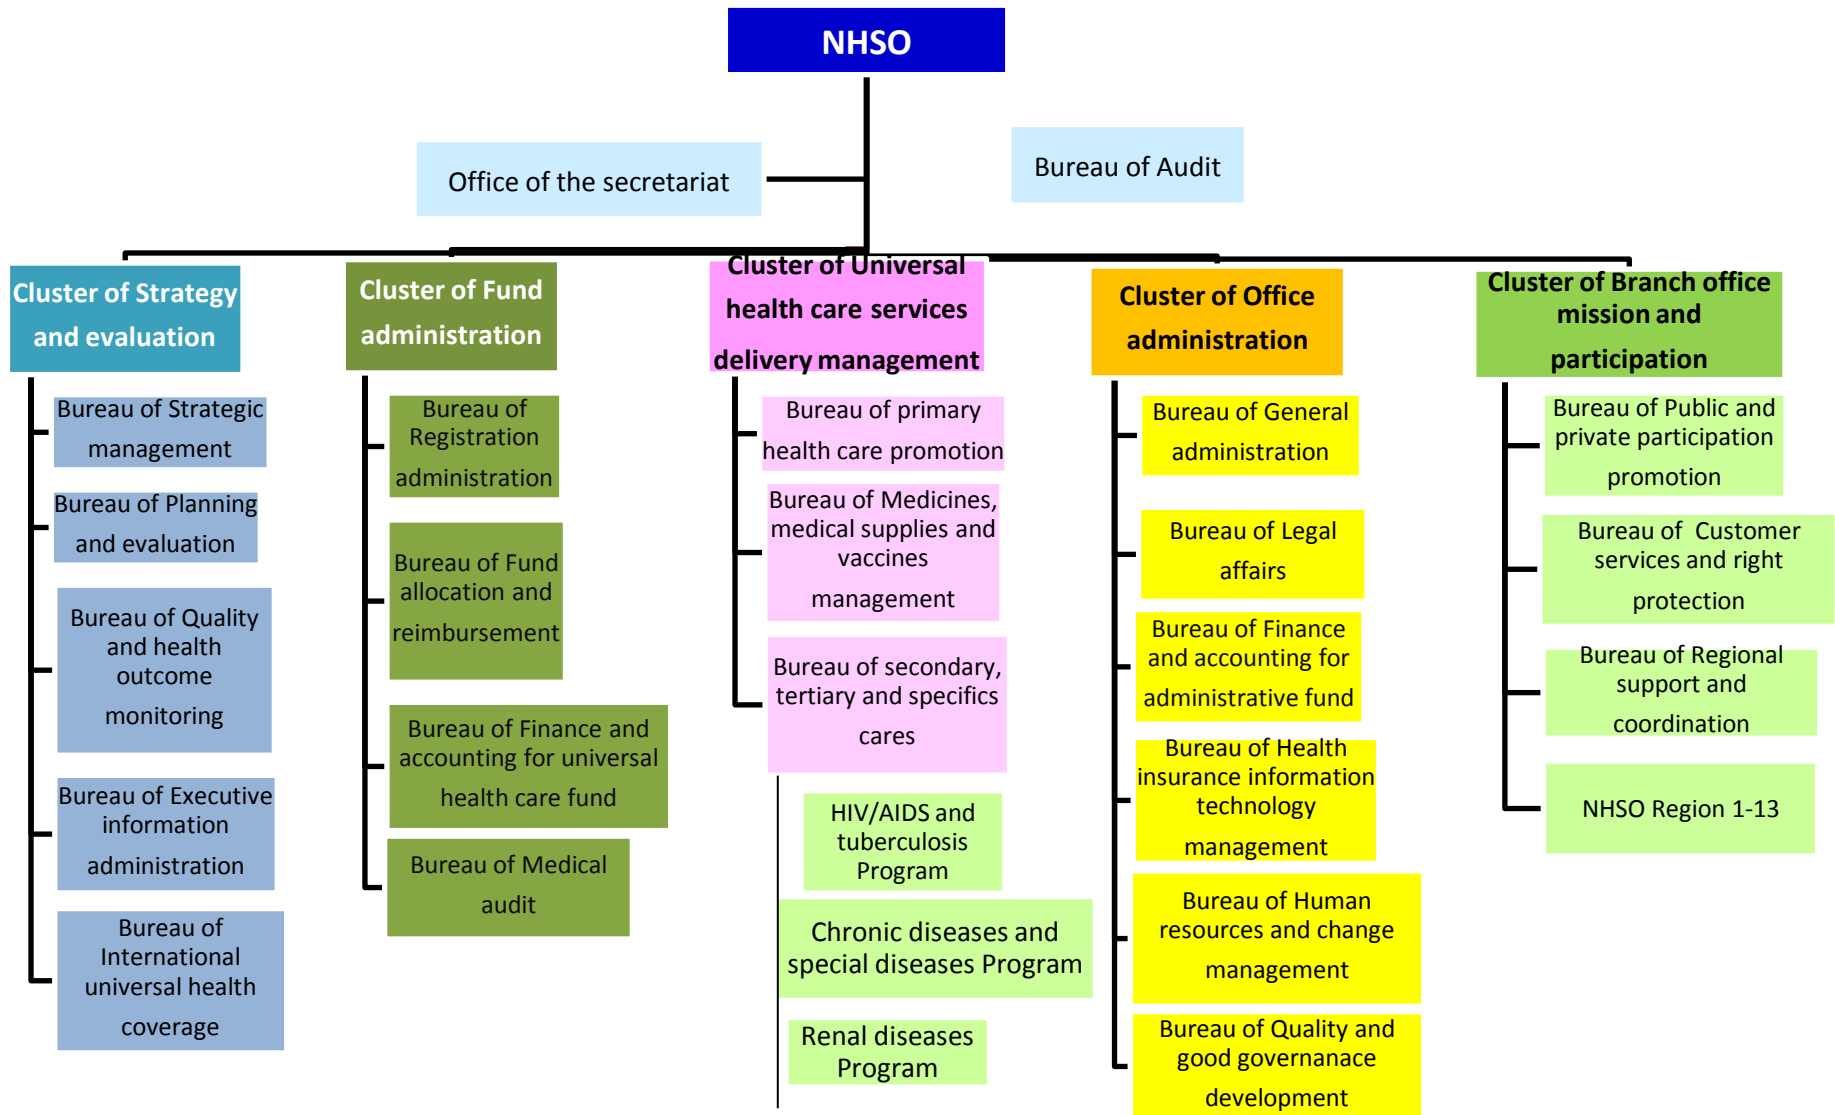 NHSO
Office of the secretariat
Bureau of Audit
Cluster of Strategy
and evaluation
Bureau of Strategic
management
Bureau of Planning
and evaluation
Bureau of Quality
and health
outcome
monitoring
Bureau of Executive
information
administration
Bureau of
International
universal health
coverage
Cluster of Fund
administration
Bureau of
Registration
administration
Bureau of Fund
allocation and
reimbursement
Bureau of Finance and
accounting for universal
health care fund
Bureau of Medical
audit
Cluster of Universal
health care services
delivery management
Bureau of primary
health care promotion
Bureau of Medicines,
medical supplies and
vaccines
management
Bureau of secondary,
tertiary and specifics
cares
HIV/AIDS and
tuberculosis
Program
Chronic diseases and
special diseases Program
Renal diseases
Program
Cluster of Office
administration
Bureau of General
administration
Bureau of Legal
affairs
Bureau of Finance
and accounting for
administrative fund
Bureau of Health
insurance information
technology
management
Bureau of Human
resources and change
management
Bureau of Quality and
good governanace
development
Cluster of Branch office
mission and
participation
Bureau of Public and
private participation
promotion
Bureau of Customer
services and right
protection
Bureau of Regional
support and
coordination
NHSO Region 1-13